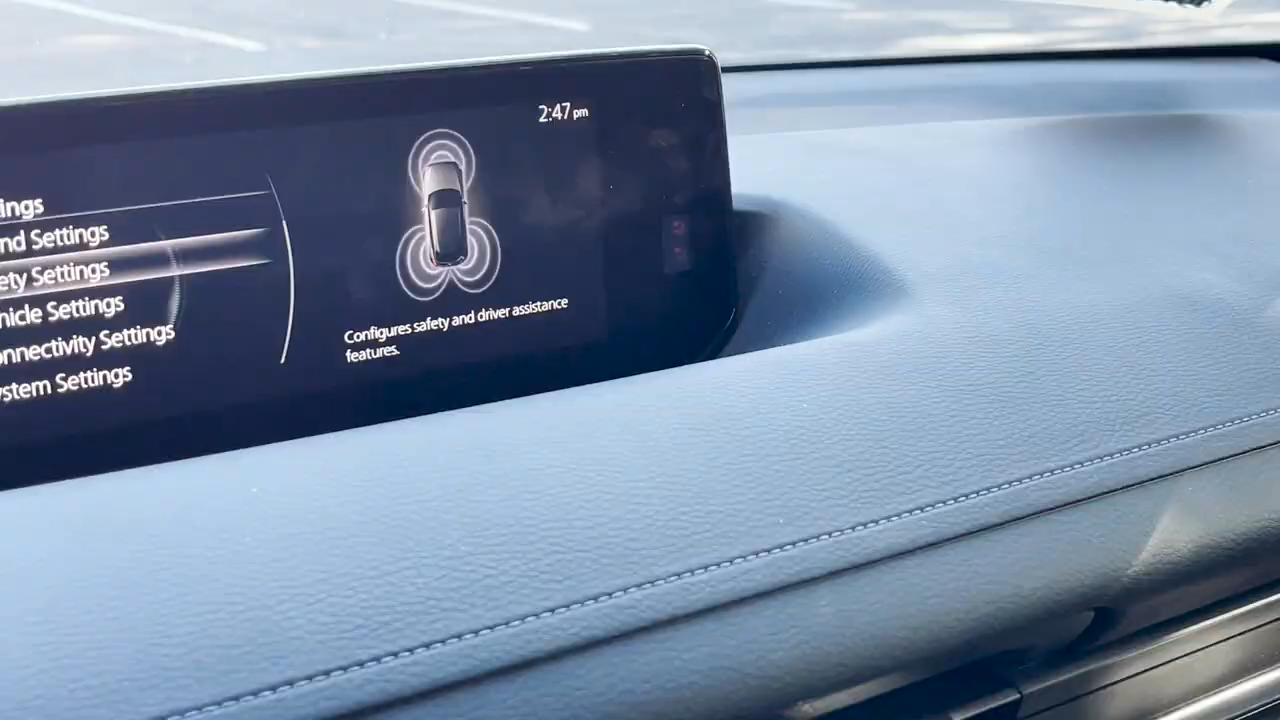 2:47 pm
ings
nd Settings
ety Settings
hicle Settings
onnectivity Settings
ystem Settings
Configures safety and driver assistance
features.